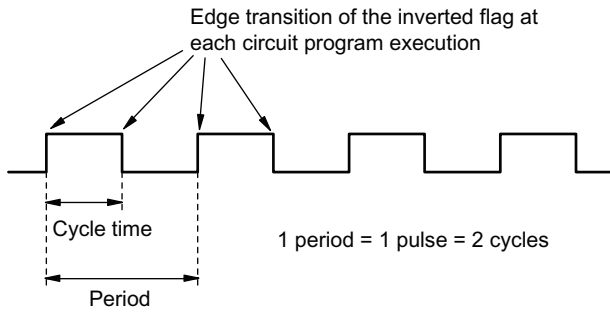 Edge transition of the inverted flag at
each circuit program execution
Cycle time
1 period = 1 pulse = 2 cycles
Period